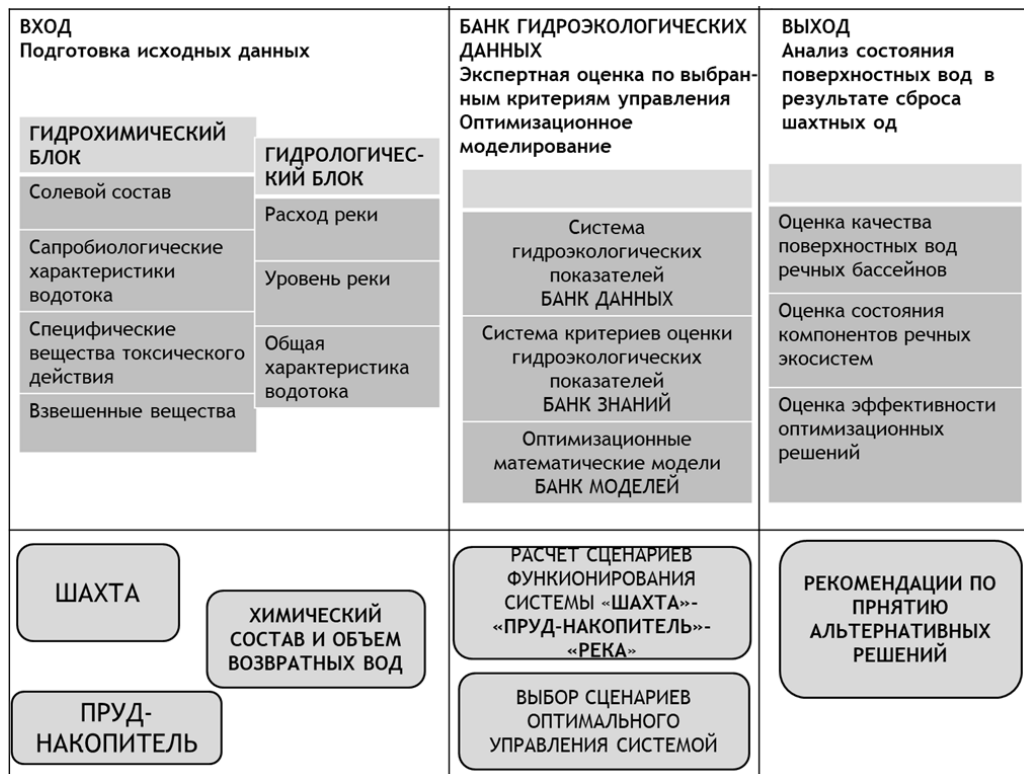 ВХОД
Подготовка исходных данных
ГИДРОХИМИЧЕСКИЙ
БЛОК
Солевой состав
Сапробиологические
характеристики
водотока
Специфические
вещества токсического
действия
Взвешенные вещества
ГИДРОЛОГИЧЕС-
КИЙ БЛОК
Расход реки
Уровень реки
Общая
характеристика
водотока
БАНК ГИДРОЭКОЛОГИЧЕСКИХ
ДАННЫХ
Экспертная оценка по выбран-
ным критериям управления
Оптимизационное
моделирование
Система
гидроэкологических
показателей
БАНК ДАННЫХ
Система критериев оценки
гидроэкологических
показателей
БАНК ЗНАНИЙ
Оптимизационные
математические модели
БАНК МОДЕЛЕЙ
ВЫХОД
Анализ состояния
поверхностных вод в
результате сброса
шахтных од
Оценка качества
поверхностных вод
речных бассейнов
Оценка состояния
компонентов речных
экосистем
Оценка эффективности
оптимизационных
решений
ШАХТА
ХИМИЧЕСКИЙ
СОСТАВ И ОБЪЕМ
ВОЗВРАТНЫХ ВОД
ПРУД-
НАКОПИТЕЛЬ
РАСЧЕТ СЦЕНАРИЕВ
ФУНКИОНИРОВАНИЯ
СИСТЕМЫ «ШАХТА»-
«ПРУД-НАКОПИТЕЛЬ»-
«РЕКА»
ВЫБОР СЦЕНАРИЕВ
ОПТИМАЛЬНОГО
УПРАВЛЕНИЯ СИСТЕМОЙ
РЕКОМЕНДАЦИИ ПО
ПРНЯТИЮ
АЛЬТЕРНАТИВНЫХ
РЕШЕНИЙ